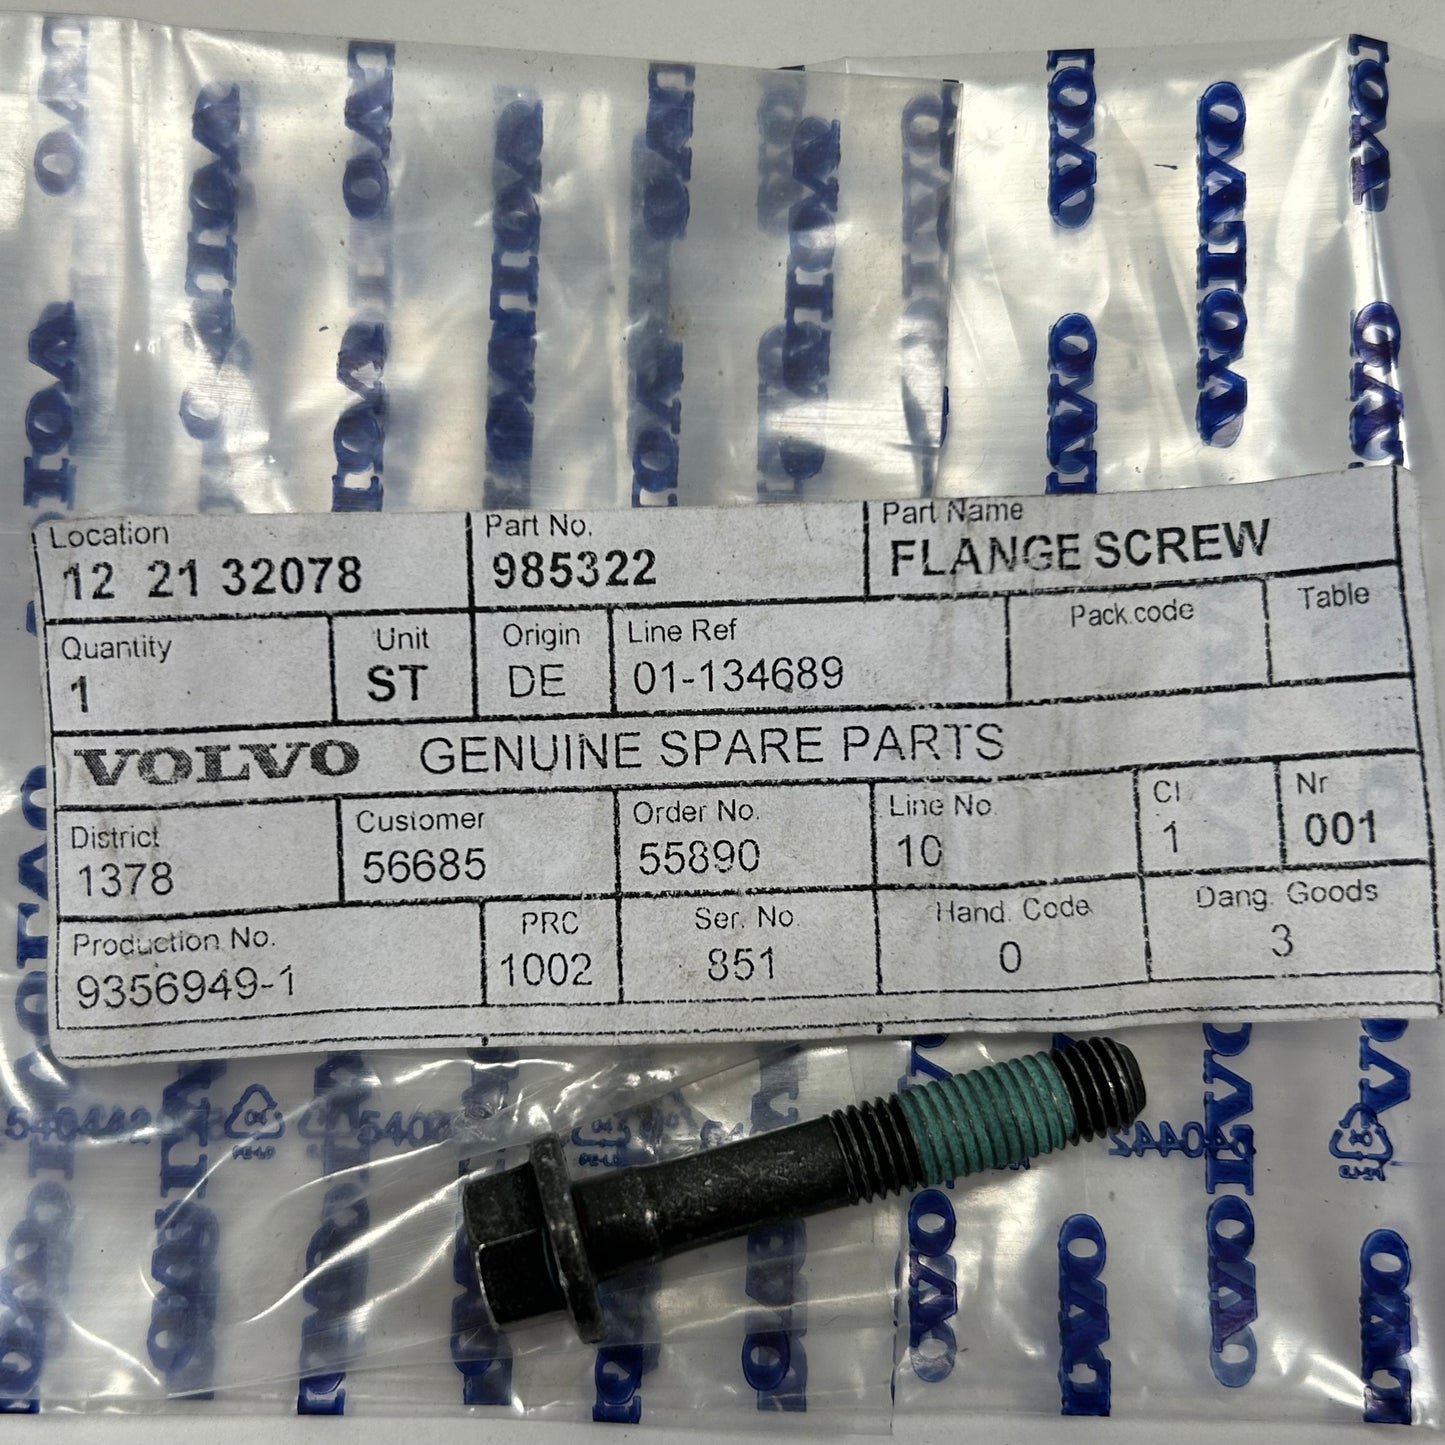 Location Part No. Part Name
12 21 32078 985322 FLANGE SCREW
Quantity Unit Origin Line Ref Pack code Table
1 ST DE 01-134689
VOLVO GENUINE SPARE PARTS
District Customer Order No. Line No. Cl Nr
1378 56685 55890 10 1 001
Production No. PRC Ser. No. Hand. Code Dang. Goods
9356949-1 1002 851 0 3
VOLVO